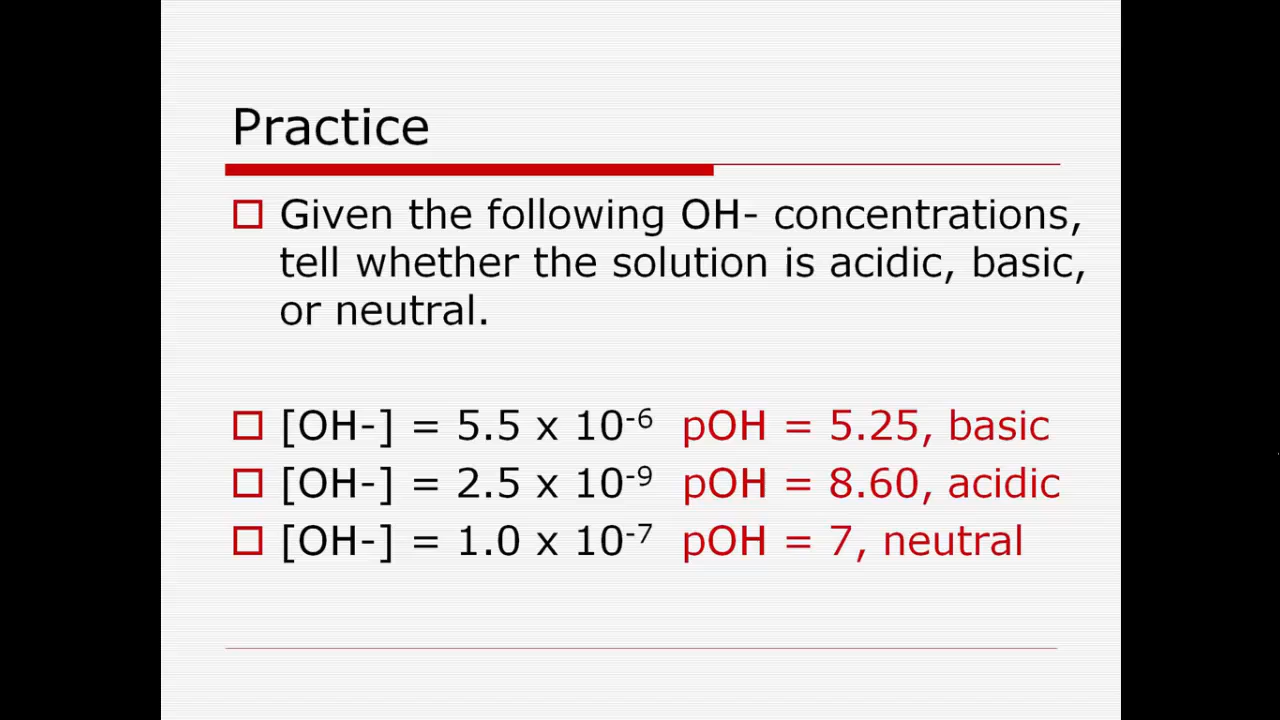 Practice
Given the following OH- concentrations,
tell whether the solution is acidic, basic,
or neutral.
[OH-] = 5.5 x 10⁻⁶ pOH = 5.25, basic
[OH-] = 2.5 x 10⁻⁹ pOH = 8.60, acidic
[OH-] = 1.0 x 10⁻⁷ pOH = 7, neutral